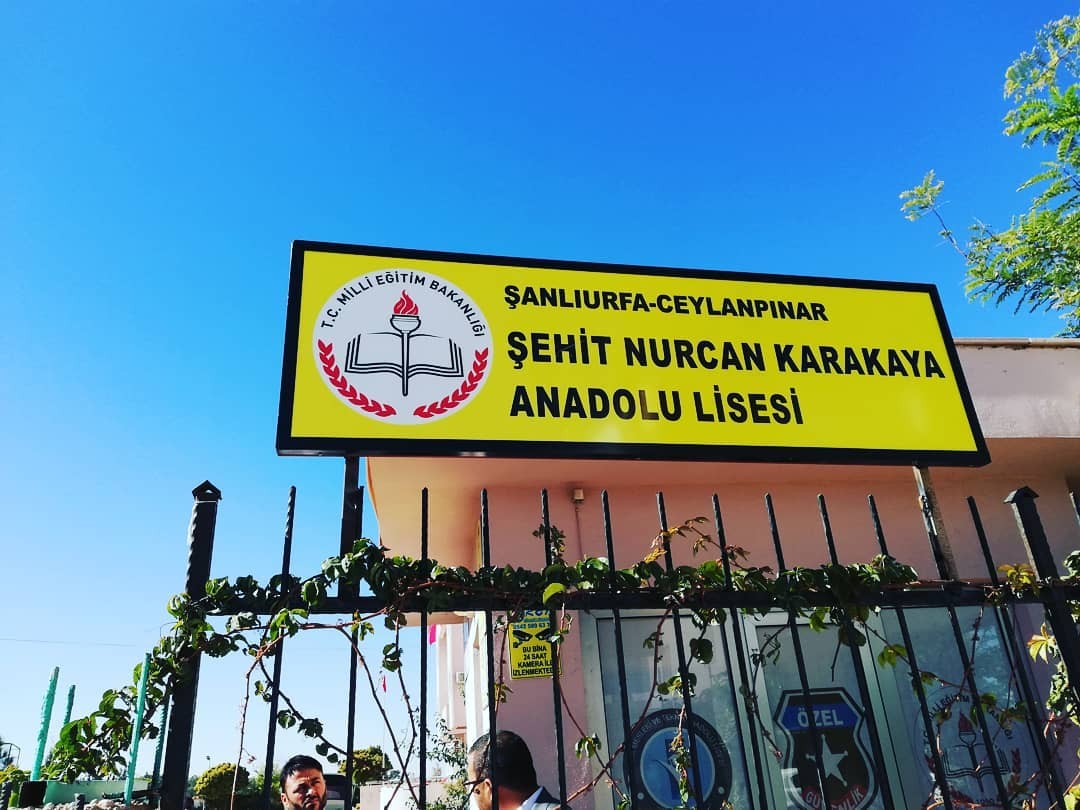 T.C. MİLLİ EĞİTİM BAKANLIĞI
ŞANLIURFA-CEYLANPINAR
ŞEHİT NURCAN KARAKAYA
ANADOLU LİSESİ
BU BİNA
24 SAAT
KAMERA İLE
İZLENMEKTEDİR
ÖZEL